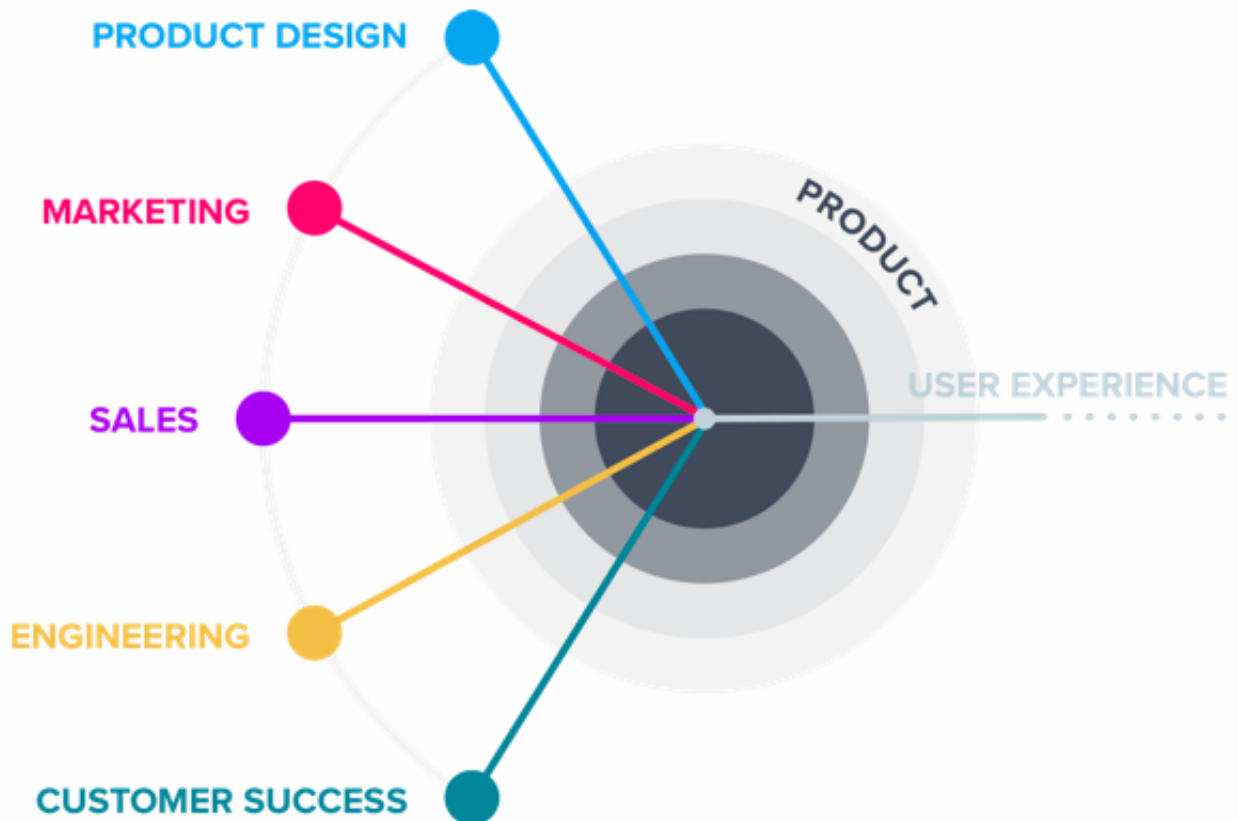 PRODUCT DESIGN
MARKETING
PRODUCT
USER EXPERIENCE
SALES
ENGINEERING
CUSTOMER SUCCESS